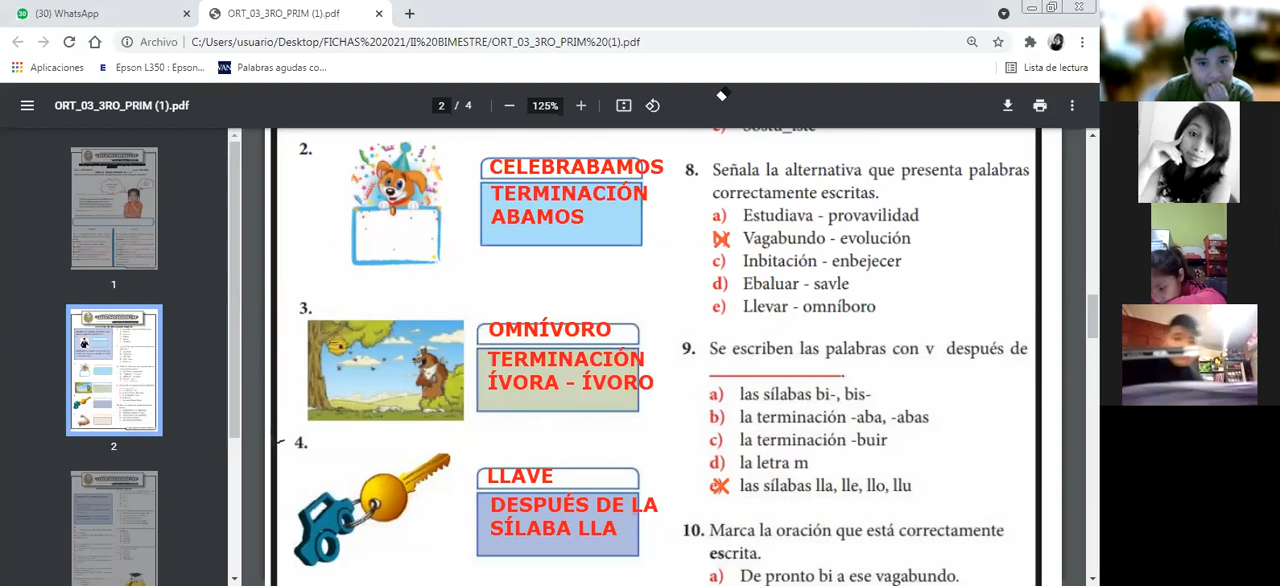 (30) WhatsApp
ORT_03_3RO_PRIM (1).pdf
Archivo
C:/Users/usuario/Desktop/FICHAS%202021/II%20BIMESTRE/ORT_03_3RO_PRIM%20(1).pdf
Aplicaciones
Epson L350 : Epson...
Palabras agudas co...
Lista de lectura
ORT_03_3RO_PRIM (1).pdf
2 / 4
125%
1
2
2.
CELEBRABAMOS
TERMINACIÓN
ABAMOS
3.
OMNÍVORO
TERMINACIÓN
ÍVORA - ÍVORO
4.
LLAVE
DESPUÉS DE LA
SÍLABA LLA
8. Señala la alternativa que presenta palabras
correctamente escritas.
a) Estudiava - provavilidad
b) Vagabundo - evolución
c) Inbitación - enbejecer
d) Ebaluar - savle
e) Llevar - omníboro
9. Se escriben las palabras con v después de
a) las sílabas bi-, bis-
b) la terminación -aba, -abas
c) la terminación -buir
d) la letra m
e) las sílabas lla, lle, llo, llu
10. Marca la oración que está correctamente
escrita.
a) De pronto bi a ese vagabundo.